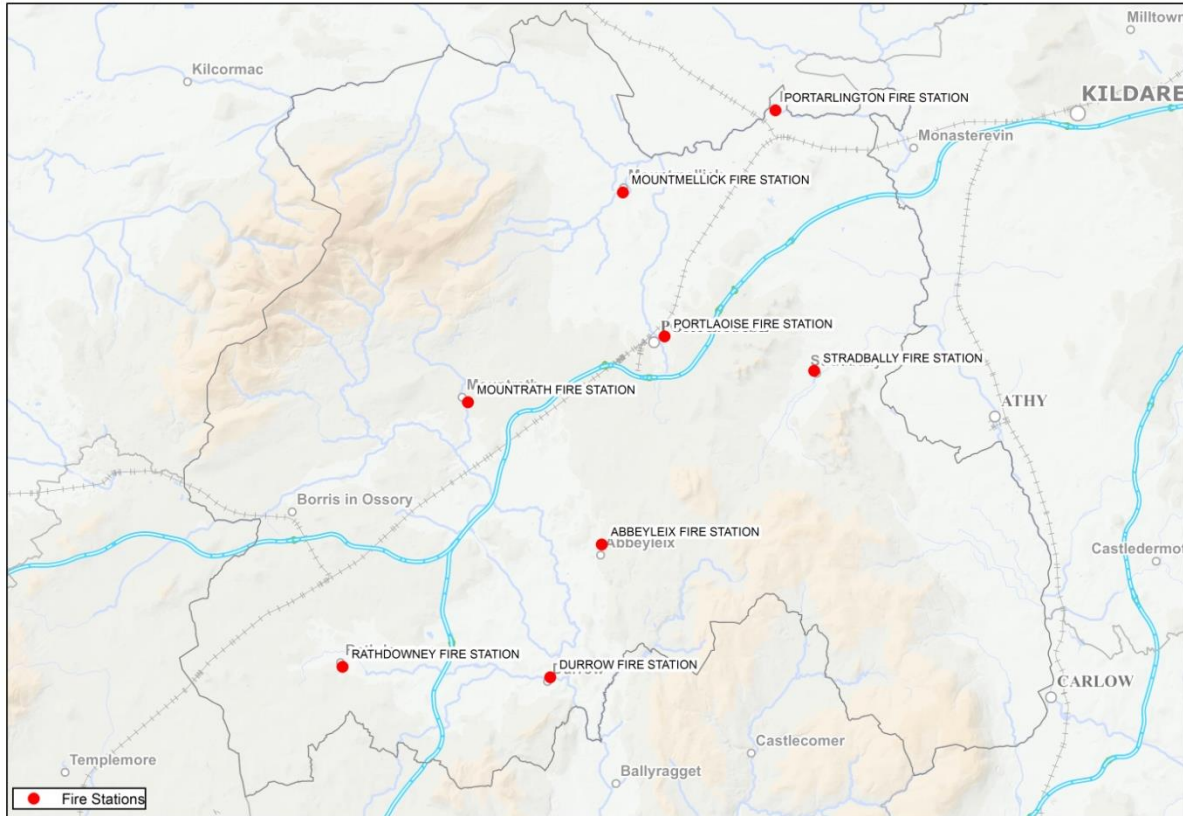 Milltown
Kilcormac
KILDARE
PORTARLINGTON FIRE STATION
Monasterevin
MOUNTMELLICK FIRE STATION
PORTLAOISE FIRE STATION
STRADBALLY FIRE STATION
MOUNTRATH FIRE STATION
ATHY
Borris in Ossory
ABBEYLEIX FIRE STATION
Abbeyleix
Castledermot
RATHDOWNEY FIRE STATION
DURROW FIRE STATION
CARLOW
Castlecomer
Templemore
Ballyragget
Fire Stations